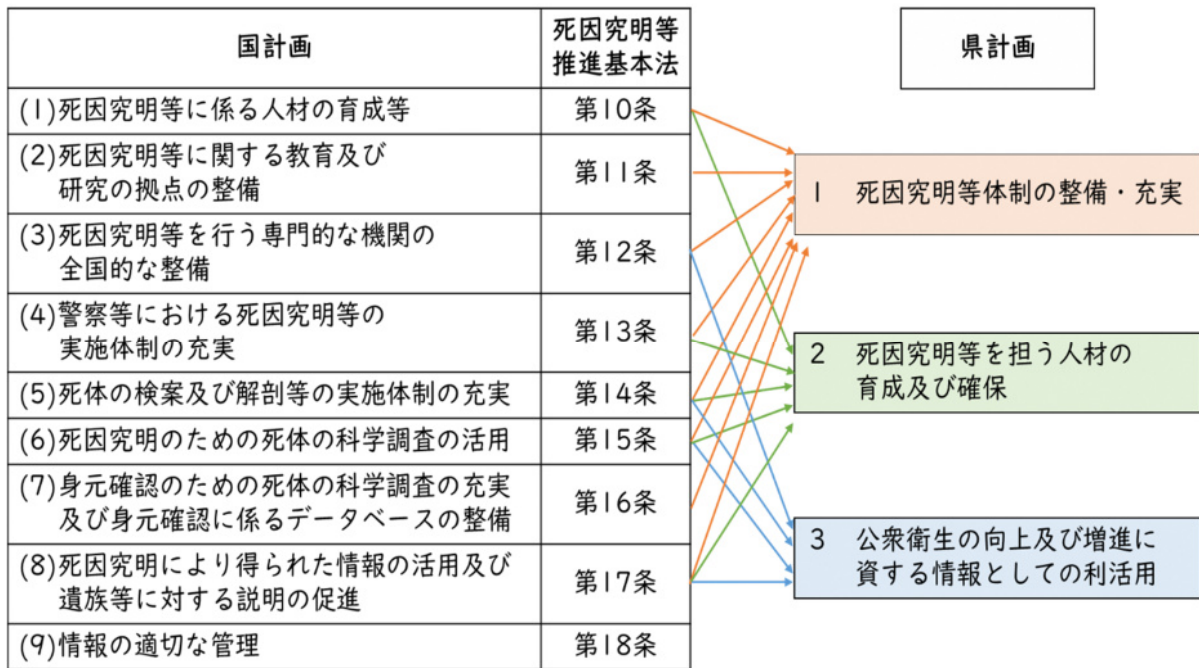 国計画
死因究明等
推進基本法
県計画
(1)死因究明等に係る人材の育成等
第10条
(2)死因究明等に関する教育及び
研究の拠点の整備
第11条
(3)死因究明等を行う専門的な機関の
全国的な整備
第12条
(4)警察等における死因究明等の
実施体制の充実
第13条
(5)死体の検案及び解剖等の実施体制の充実
第14条
(6)死因究明のための死体の科学調査の活用
第15条
(7)身元確認のための死体の科学調査の充実
及び身元確認に係るデータベースの整備
第16条
(8)死因究明により得られた情報の活用及び
遺族等に対する説明の促進
第17条
(9)情報の適切な管理
第18条
1 死因究明等体制の整備・充実
2 死因究明等を担う人材の
育成及び確保
3 公衆衛生の向上及び増進に
資する情報としての利活用